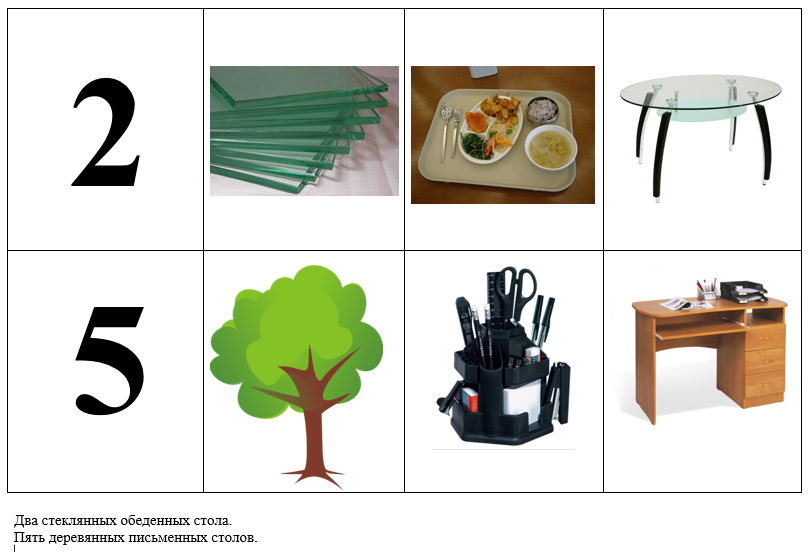 2
5
Два стеклянных обеденных стола.
Пять деревянных письменных столов.